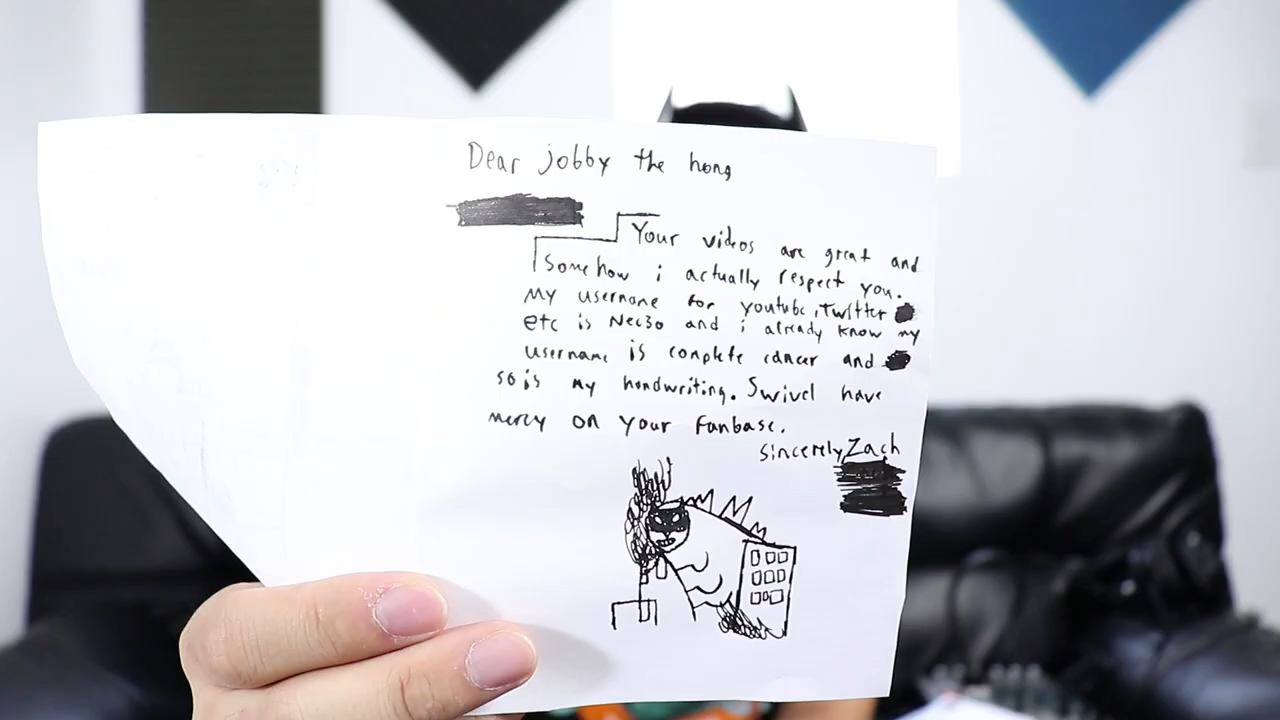 Dear jobby the hong
Your videos are great and
Somehow i actually respect you.
My username for youtube, Twitter
etc is Nec30 and i already know my
username is complete cancer and
so is my handwriting. Swivel have
mercy on your fanbase.
Sincerely, Zach